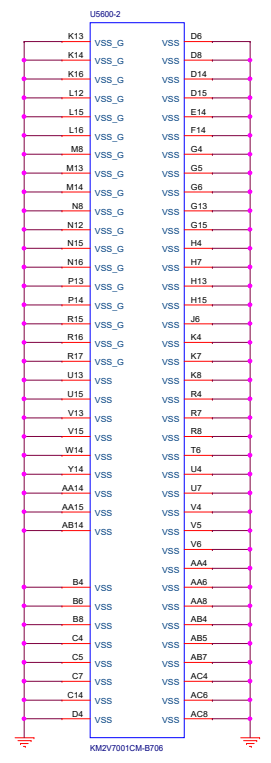 U5600-2
K13 VSS_G VSS D6
K14 VSS_G VSS D8
K16 VSS_G VSS D14
L12 VSS_G VSS D15
L15 VSS_G VSS E14
L16 VSS_G VSS F14
M8 VSS_G VSS G4
M13 VSS_G VSS G5
M14 VSS_G VSS G6
N8 VSS_G VSS G13
N12 VSS_G VSS G15
N15 VSS_G VSS H4
N16 VSS_G VSS H7
P13 VSS_G VSS H13
P14 VSS_G VSS H15
R15 VSS_G VSS J6
R16 VSS_G VSS K4
R17 VSS_G VSS K7
U13 VSS VSS K8
U15 VSS VSS R4
V13 VSS VSS R7
V15 VSS VSS R8
W14 VSS VSS T6
Y14 VSS VSS U4
AA14 VSS VSS U7
AA15 VSS VSS V4
AB14 VSS VSS V5
VSS V6
VSS AA4
B4 VSS VSS AA6
B6 VSS VSS AA8
B8 VSS VSS AB4
C4 VSS VSS AB5
C5 VSS VSS AB7
C7 VSS VSS AC4
C14 VSS VSS AC6
D4 VSS VSS AC8
KM2V7001CM-B706